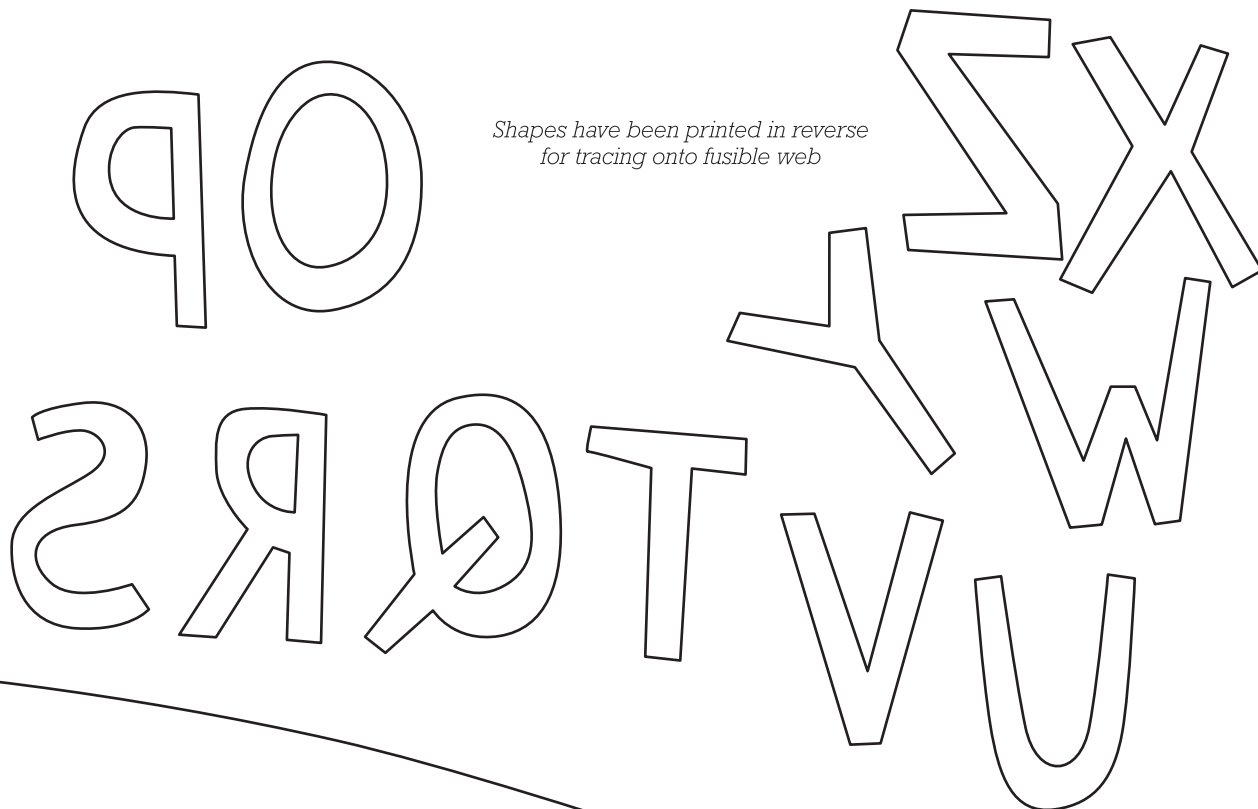 Z X
P O
Shapes have been printed in reverse
for tracing onto fusible web
Y W
S R Q T
V U